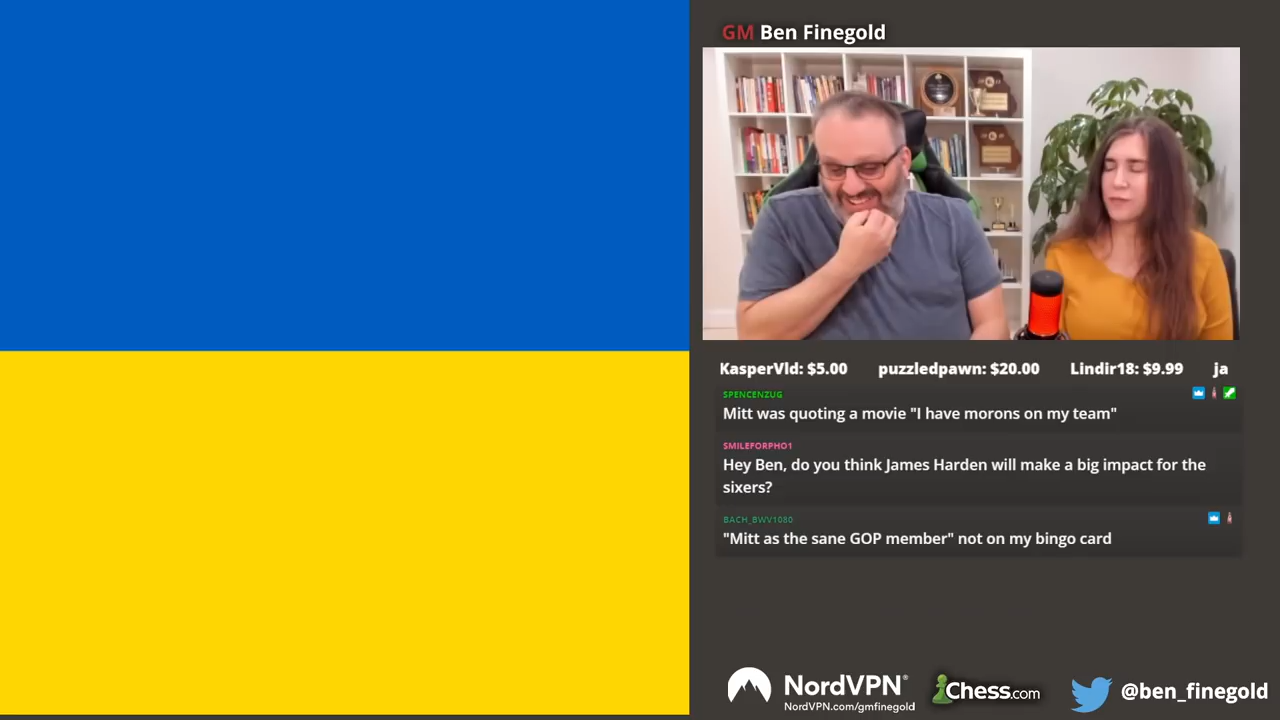 GM Ben Finegold
KasperVld: $5.00 puzzledpawn: $20.00 Lindir18: $9.99 ja
SPENCENZUG
Mitt was quoting a movie "I have morons on my team"
SMILEFORPHO1
Hey Ben, do you think James Harden will make a big impact for the
sixers?
BACH_BWV1080
"Mitt as the sane GOP member" not on my bingo card
NordVPN®
NordVPN.com/gmfinegold
iChess.com
@ben_finegold